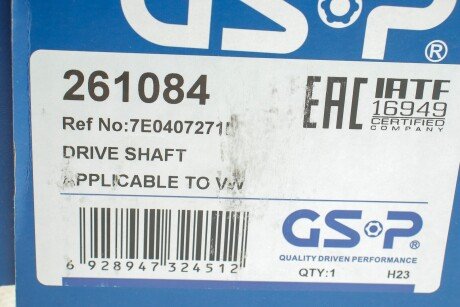 GSP®
261084
Ref No:7E0407271
DRIVE SHAFT
APPLICABLE TO VW
EAC
IATF
16949
CERTIFIED
COMPANY
6 928947 324512
GSP®
QUALITY DRIVEN PERFORMANCE
QTY:1 H23